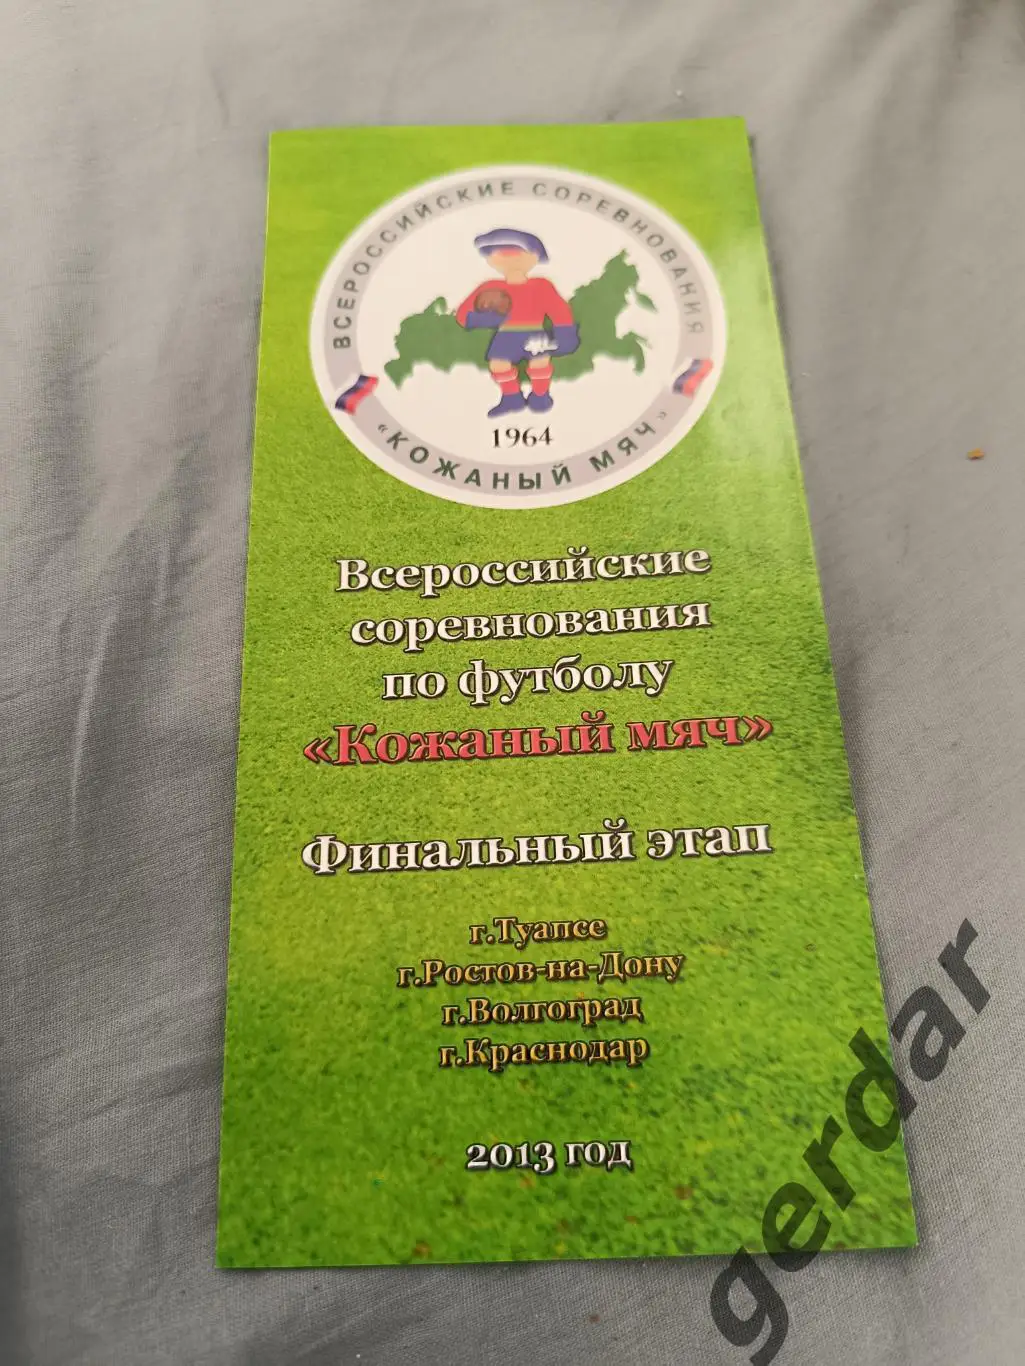 ВСЕРОССИЙСКИЕ СОРЕВНОВАНИЯ
1964
«КОЖАНЫЙ МЯЧ»
Всероссийские
соревнования
по футболу
«Кожаный мяч»
Финальный этап
г.Туапсе
г.Ростов-на-Дону
г.Волгоград
г.Краснодар
2013 год
gerdar